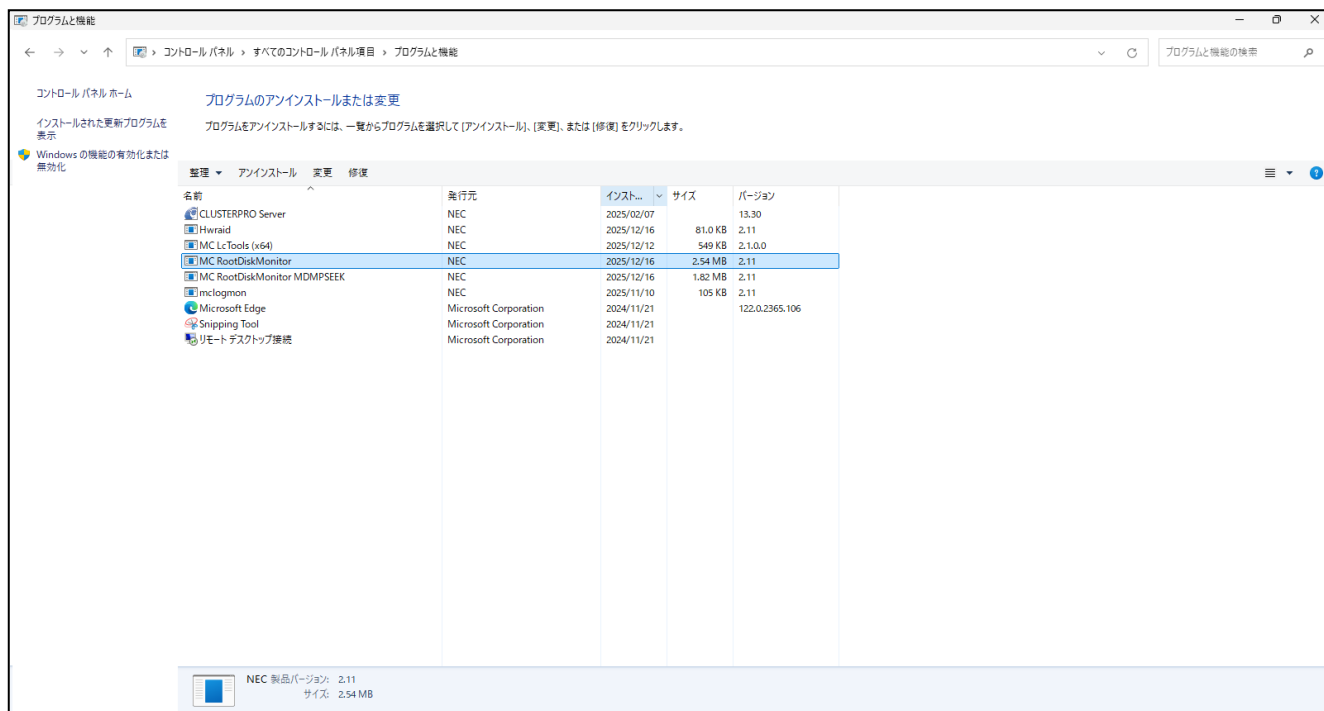 プログラムと機能
コントロール パネル › すべてのコントロール パネル項目 › プログラムと機能
プログラムと機能の検索
コントロール パネル ホーム
インストールされた更新プログラムを
表示
Windows の機能の有効化または
無効化
プログラムのアンインストールまたは変更
プログラムをアンインストールするには、一覧からプログラムを選択して [アンインストール]、[変更]、または [修復] をクリックします。
整理 アンインストール 変更 修復
名前 発行元 インスト... サイズ バージョン
CLUSTERPRO Server NEC 2025/02/07 13.30
Hwraid NEC 2025/12/16 81.0 KB 2.11
MC LcTools (x64) NEC 2025/12/12 549 KB 2.1.0.0
MC RootDiskMonitor NEC 2025/12/16 2.54 MB 2.11
MC RootDiskMonitor MDMPSEEK NEC 2025/12/16 1.82 MB 2.11
mclogmon NEC 2025/11/10 105 KB 2.11
Microsoft Edge Microsoft Corporation 2024/11/21 122.0.2365.106
Snipping Tool Microsoft Corporation 2024/11/21
リモート デスクトップ接続 Microsoft Corporation 2024/11/21
NEC 製品バージョン: 2.11
サイズ: 2.54 MB